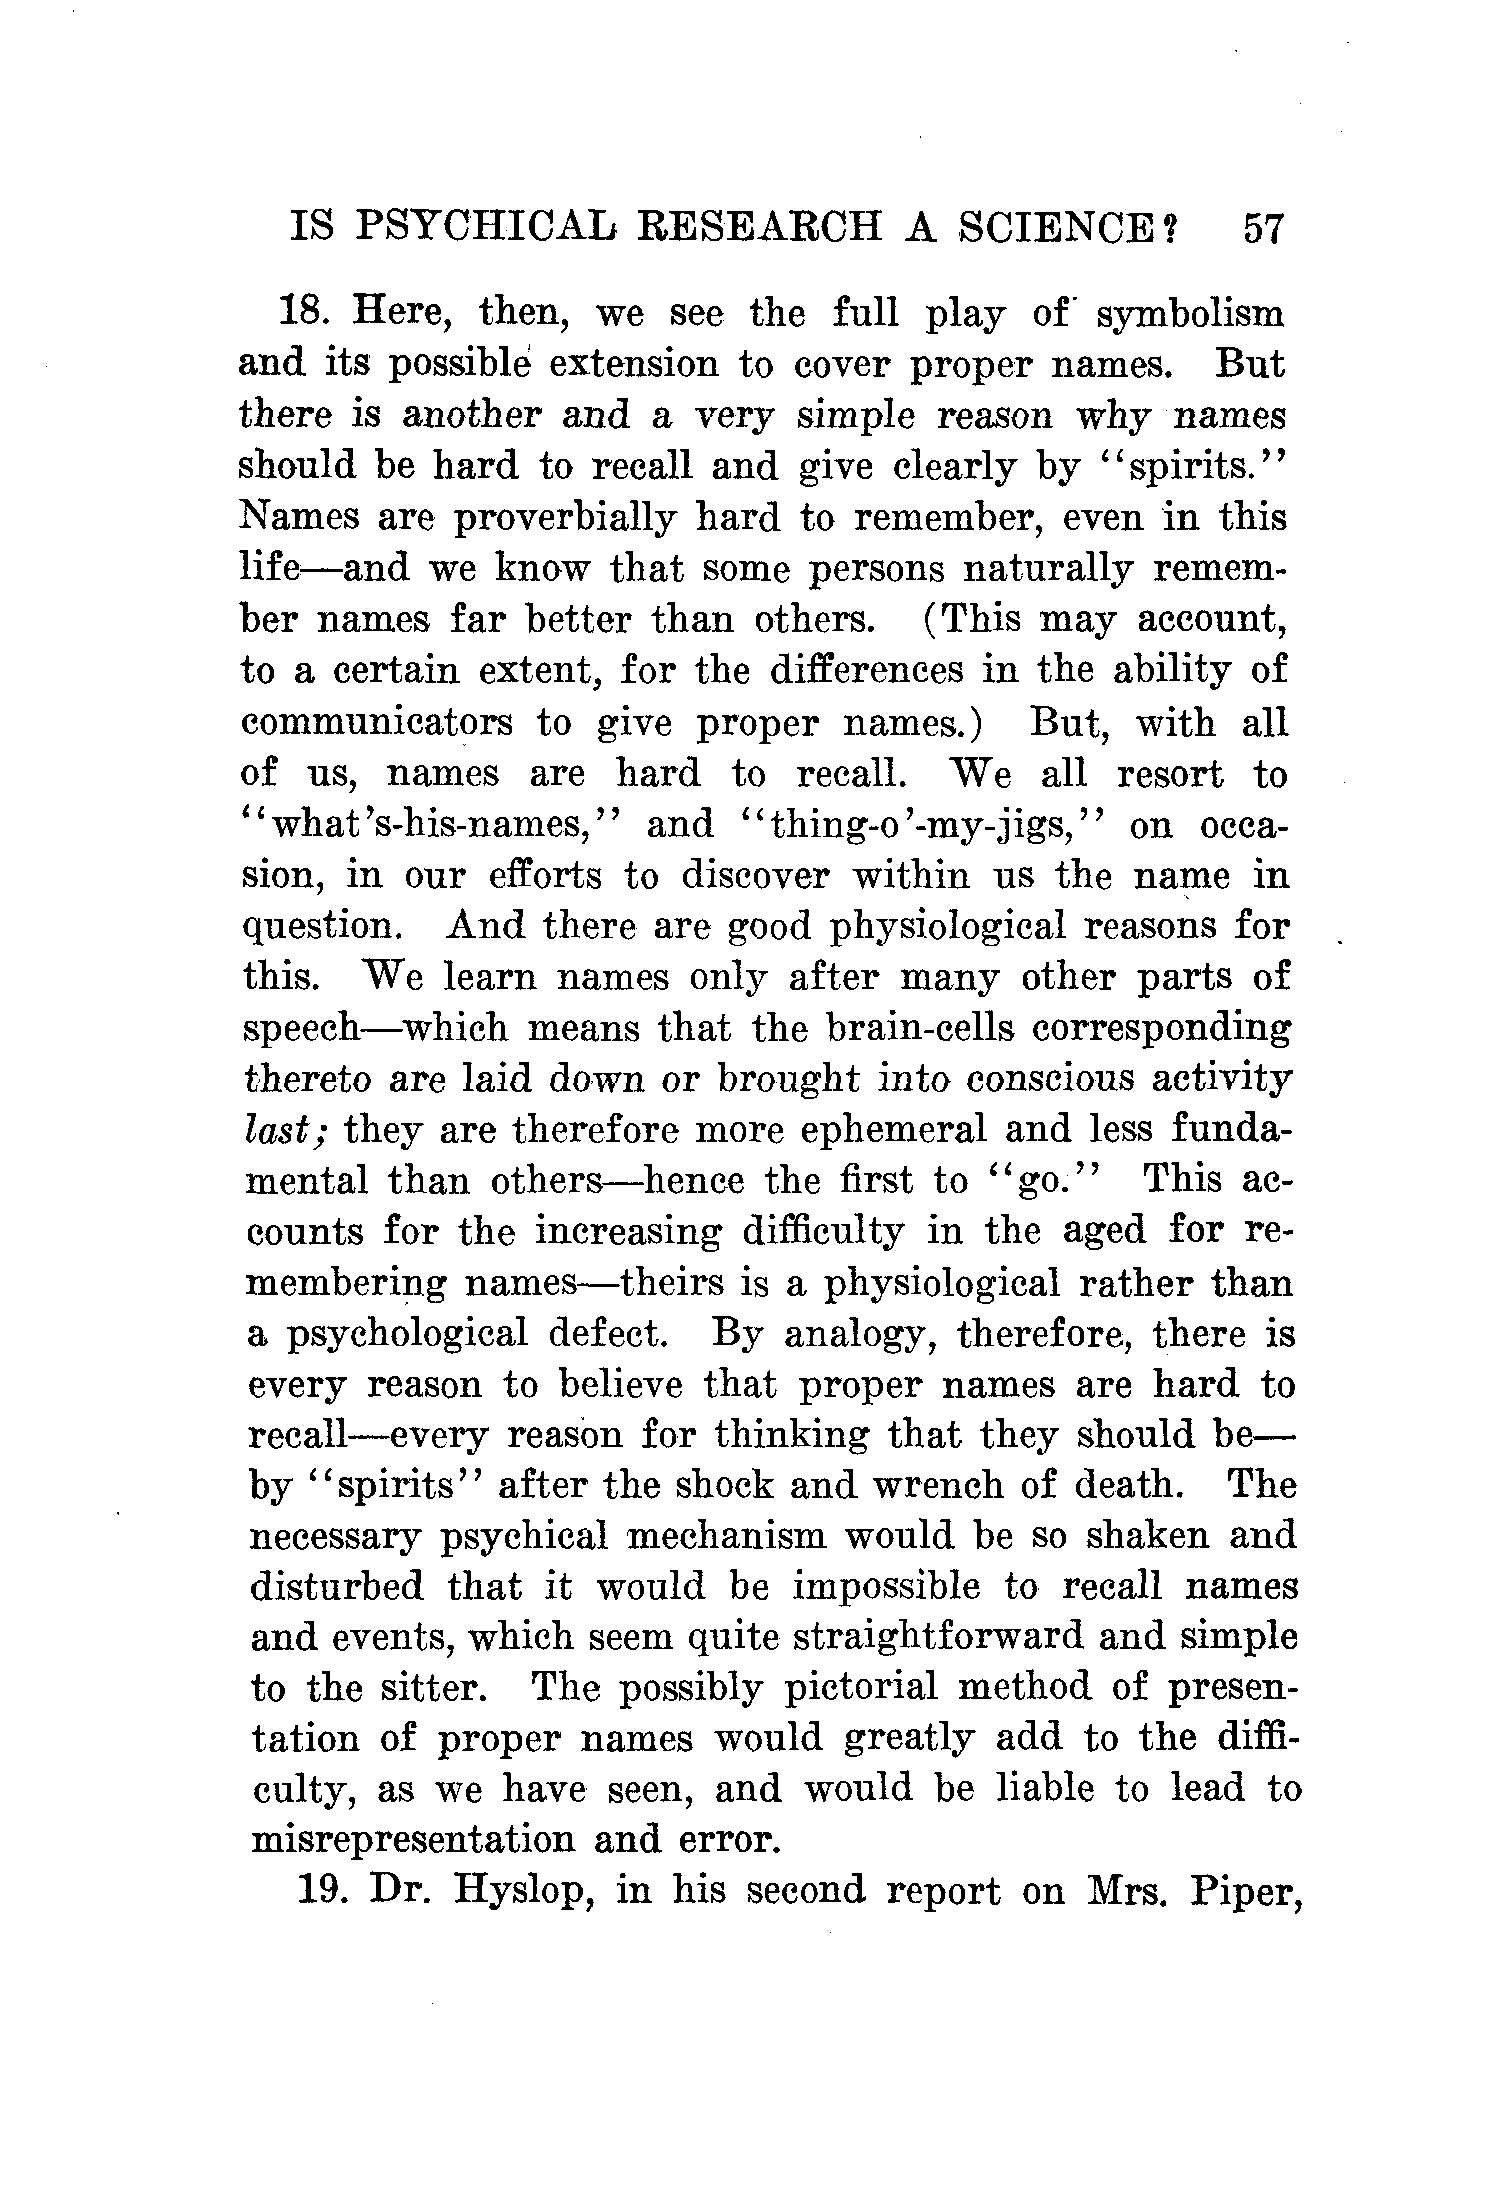 IS PSYCHICAL RESEARCH A SCIENCE? 57
18. Here, then, we see the full play of symbolism
and its possible extension to cover proper names. But
there is another and a very simple reason why names
should be hard to recall and give clearly by "spirits."
Names are proverbially hard to remember, even in this
life—and we know that some persons naturally remem-
ber names far better than others. (This may account,
to a certain extent, for the differences in the ability of
communicators to give proper names.) But, with all
of us, names are hard to recall. We all resort to
"what's-his-names," and "thing-o'-my-jigs," on occa-
sion, in our efforts to discover within us the name in
question. And there are good physiological reasons for
this. We learn names only after many other parts of
speech—which means that the brain-cells corresponding
thereto are laid down or brought into conscious activity
last; they are therefore more ephemeral and less funda-
mental than others—hence the first to "go." This ac-
counts for the increasing difficulty in the aged for re-
membering names—theirs is a physiological rather than
a psychological defect. By analogy, therefore, there is
every reason to believe that proper names are hard to
recall—every reason for thinking that they should be—
by "spirits" after the shock and wrench of death. The
necessary psychical mechanism would be so shaken and
disturbed that it would be impossible to recall names
and events, which seem quite straightforward and simple
to the sitter. The possibly pictorial method of presen-
tation of proper names would greatly add to the diffi-
culty, as we have seen, and would be liable to lead to
misrepresentation and error.
19. Dr. Hyslop, in his second report on Mrs. Piper,